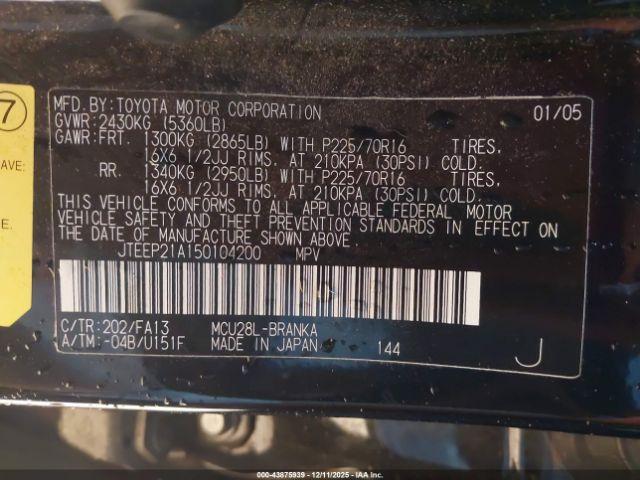 7
AVE:
MFD.BY:TOYOTA MOTOR CORPORATION 01/05
GVWR:2430KG (5360LB)
GAWR:FRT. 1300KG (2865LB) WITH P225/70R16 TIRES,
16X6 1/2JJ RIMS. AT 210KPA (30PSI) COLD.
RR. 1340KG (2950LB) WITH P225/70R16 TIRES,
16X6 1/2JJ RIMS. AT 210KPA (30PSI) COLD.
THIS VEHICLE CONFORMS TO ALL APPLICABLE FEDERAL MOTOR
VEHICLE SAFETY AND THEFT PREVENTION STANDARDS IN EFFECT ON
THE DATE OF MANUFACTURE SHOWN ABOVE.
JTEEP21A150104200 MPV
C/TR:202/FA13 MCU28L-BRANKA
A/TM:-04B/U151F MADE IN JAPAN 144 J
00-43875939 - 12/11/2025 - iaai.com